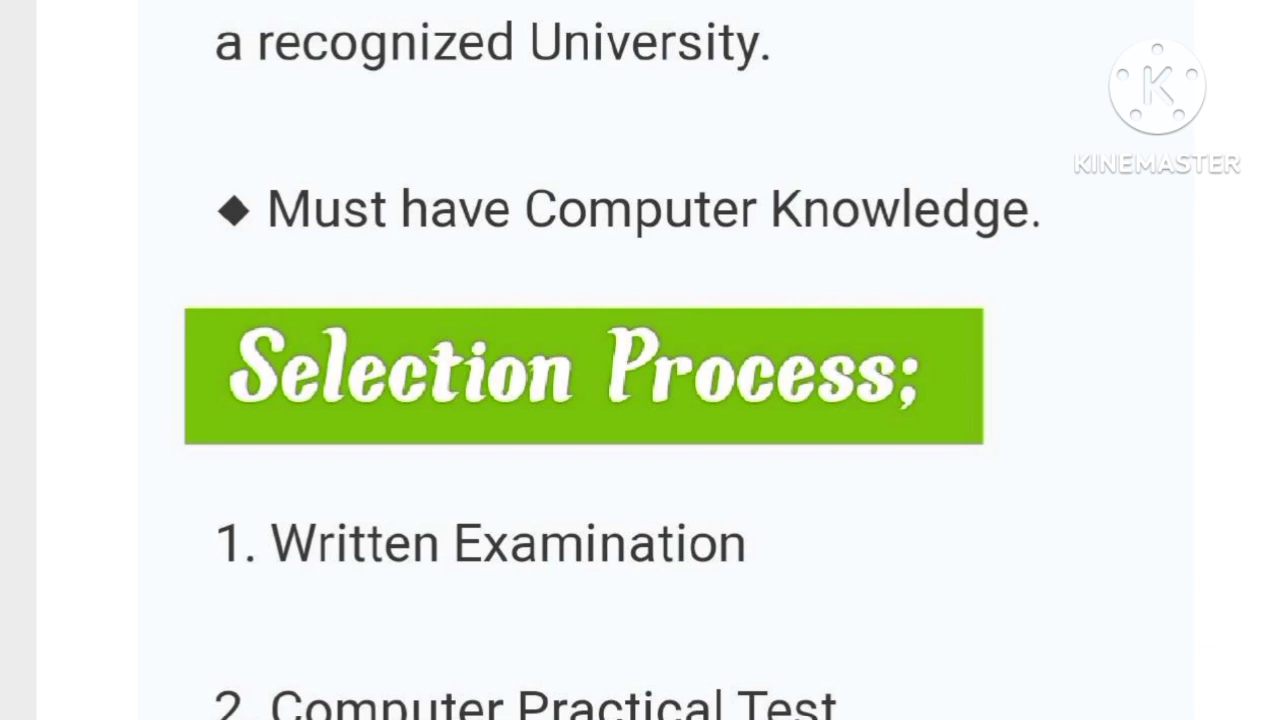 a recognized University.
K
KINEMASTER
◆ Must have Computer Knowledge.
Selection Process;
1. Written Examination
2. Computer Practical Test